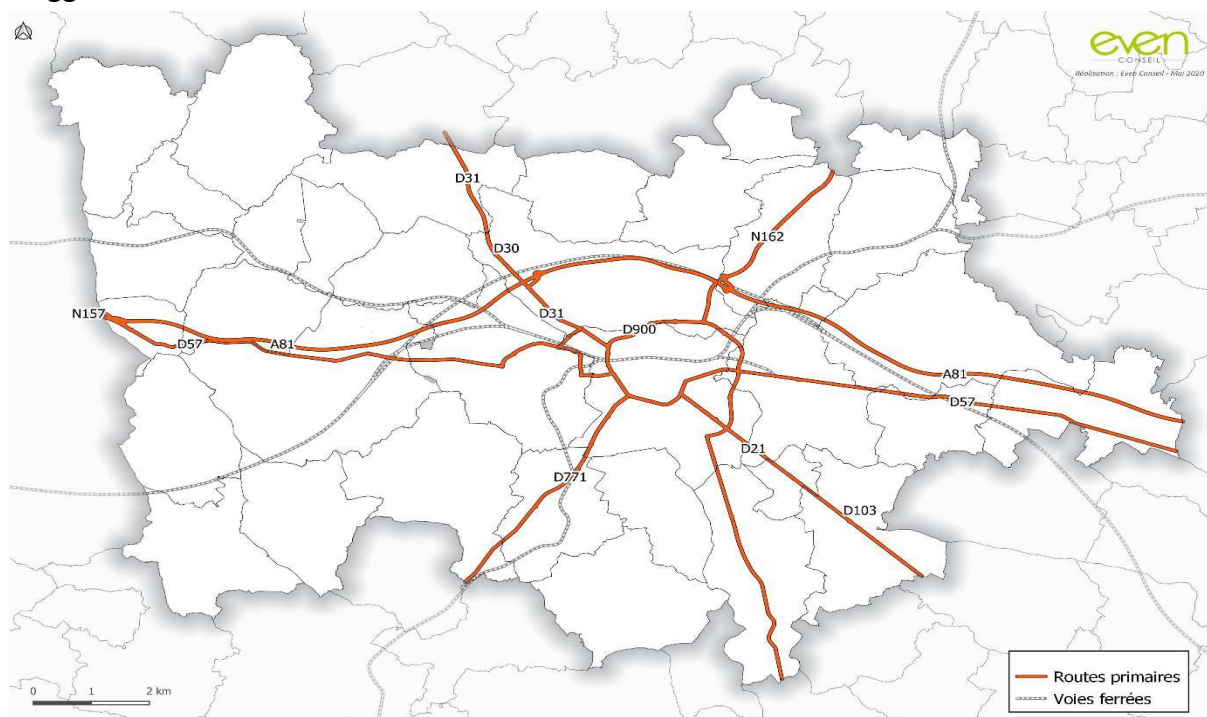 even
CONSEIL
Réalisation : Even Conseil - Mai 2020
D31
D30
N162
N157
D31
D900
D57
A81
A81
D57
D21
D771
D103
0 1 2 km
Routes primaires
Voies ferrées